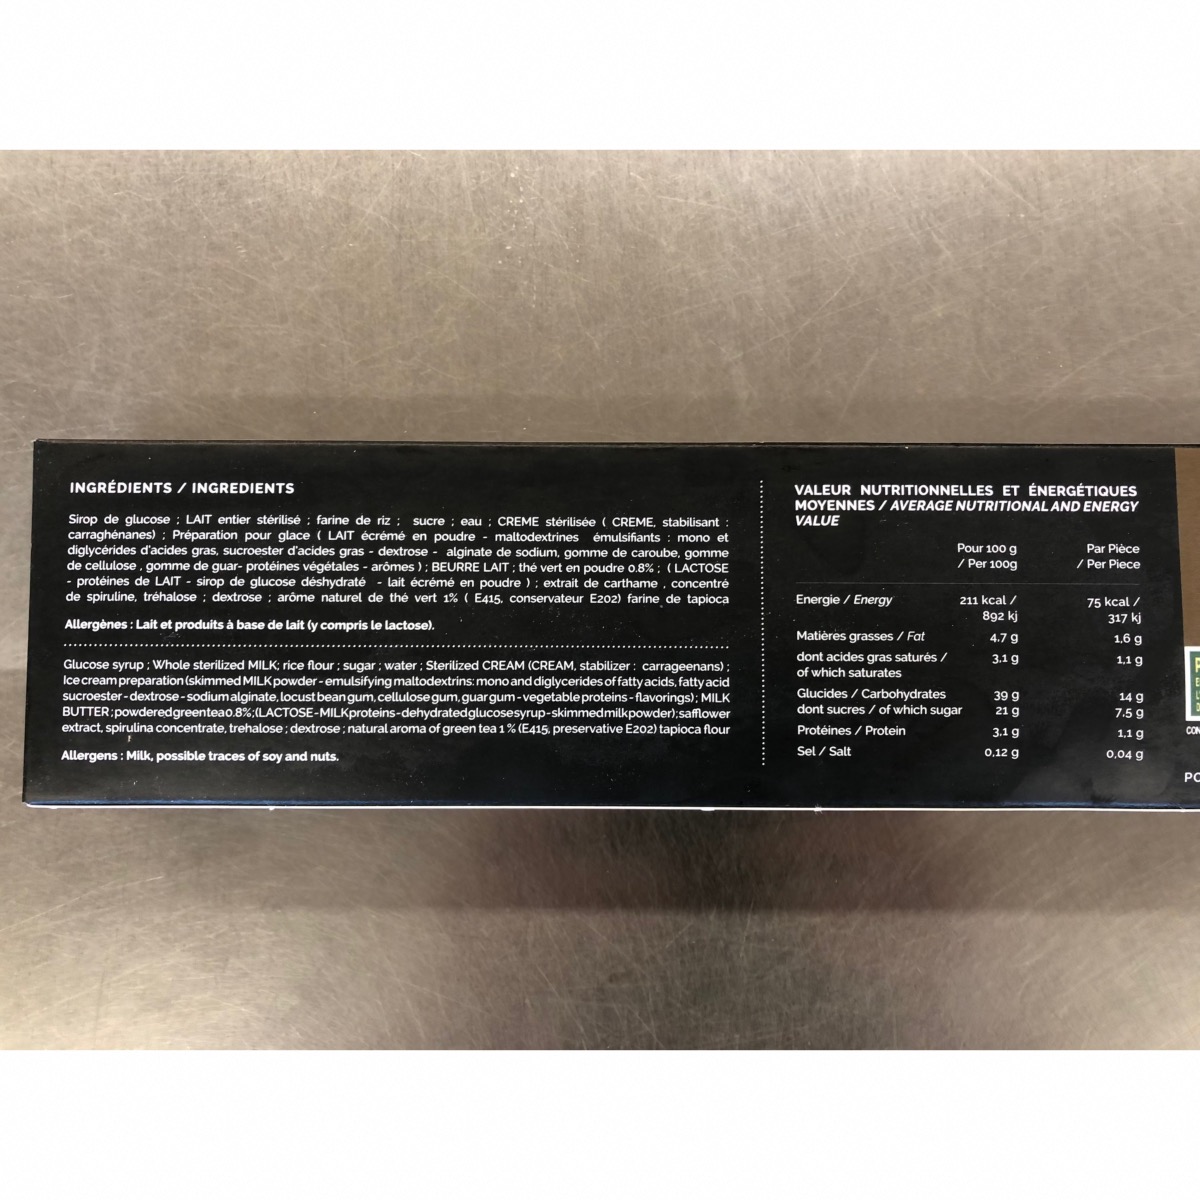 INGRÉDIENTS / INGREDIENTS
Sirop de glucose ; LAIT entier stérilisé ; farine de riz ; sucre ; eau ; CREME stérilisée ( CREME, stabilisant :
carraghénanes) ; Préparation pour glace ( LAIT écrémé en poudre - maltodextrines émulsifiants : mono et
diglycérides d'acides gras, sucroester d'acides gras - dextrose - alginate de sodium, gomme de caroube, gomme
de cellulose , gomme de guar- protéines végétales - arômes ) ; BEURRE LAIT ; thé vert en poudre 0.8% ; ( LACTOSE
- protéines de LAIT - sirop de glucose déshydraté - lait écrémé en poudre ) ; extrait de carthame , concentré
de spiruline, tréhalose ; dextrose ; arôme naturel de thé vert 1% ( E415, conservateur E202) farine de tapioca
Allergènes : Lait et produits à base de lait (y compris le lactose).
Glucose syrup ; Whole sterilized MILK; rice flour ; sugar ; water ; Sterilized CREAM (CREAM, stabilizer : carrageenans) ;
Ice cream preparation (skimmed MILK powder - emulsifying maltodextrins: mono and diglycerides of fatty acids, fatty acid
sucroester - dextrose - sodium alginate, locust bean gum, cellulose gum, guar gum - vegetable proteins - flavorings) ; MILK
BUTTER ; powdered green tea 0.8% ; (LACTOSE - MILK proteins - dehydrated glucose syrup - skimmed milk powder) ; safflower
extract, spirulina concentrate, trehalose ; dextrose ; natural aroma of green tea 1 % (E415, preservative E202) tapioca flour
Allergens : Milk, possible traces of soy and nuts.
VALEUR NUTRITIONNELLES ET ÉNERGÉTIQUES
MOYENNES / AVERAGE NUTRITIONAL AND ENERGY
VALUE
Pour 100 g Par Pièce
/ Per 100g / Per Piece
Energie / Energy 211 kcal / 75 kcal /
892 kj 317 kj
Matières grasses / Fat 4.7 g 1,6 g
dont acides gras saturés / 3.1 g 1,1 g
of which saturates
Glucides / Carbohydrates 39 g 14 g
dont sucres / of which sugar 21 g 7.5 g
Protéines / Protein 3.1 g 1,1 g
Sel / Salt 0,12 g 0,04 g